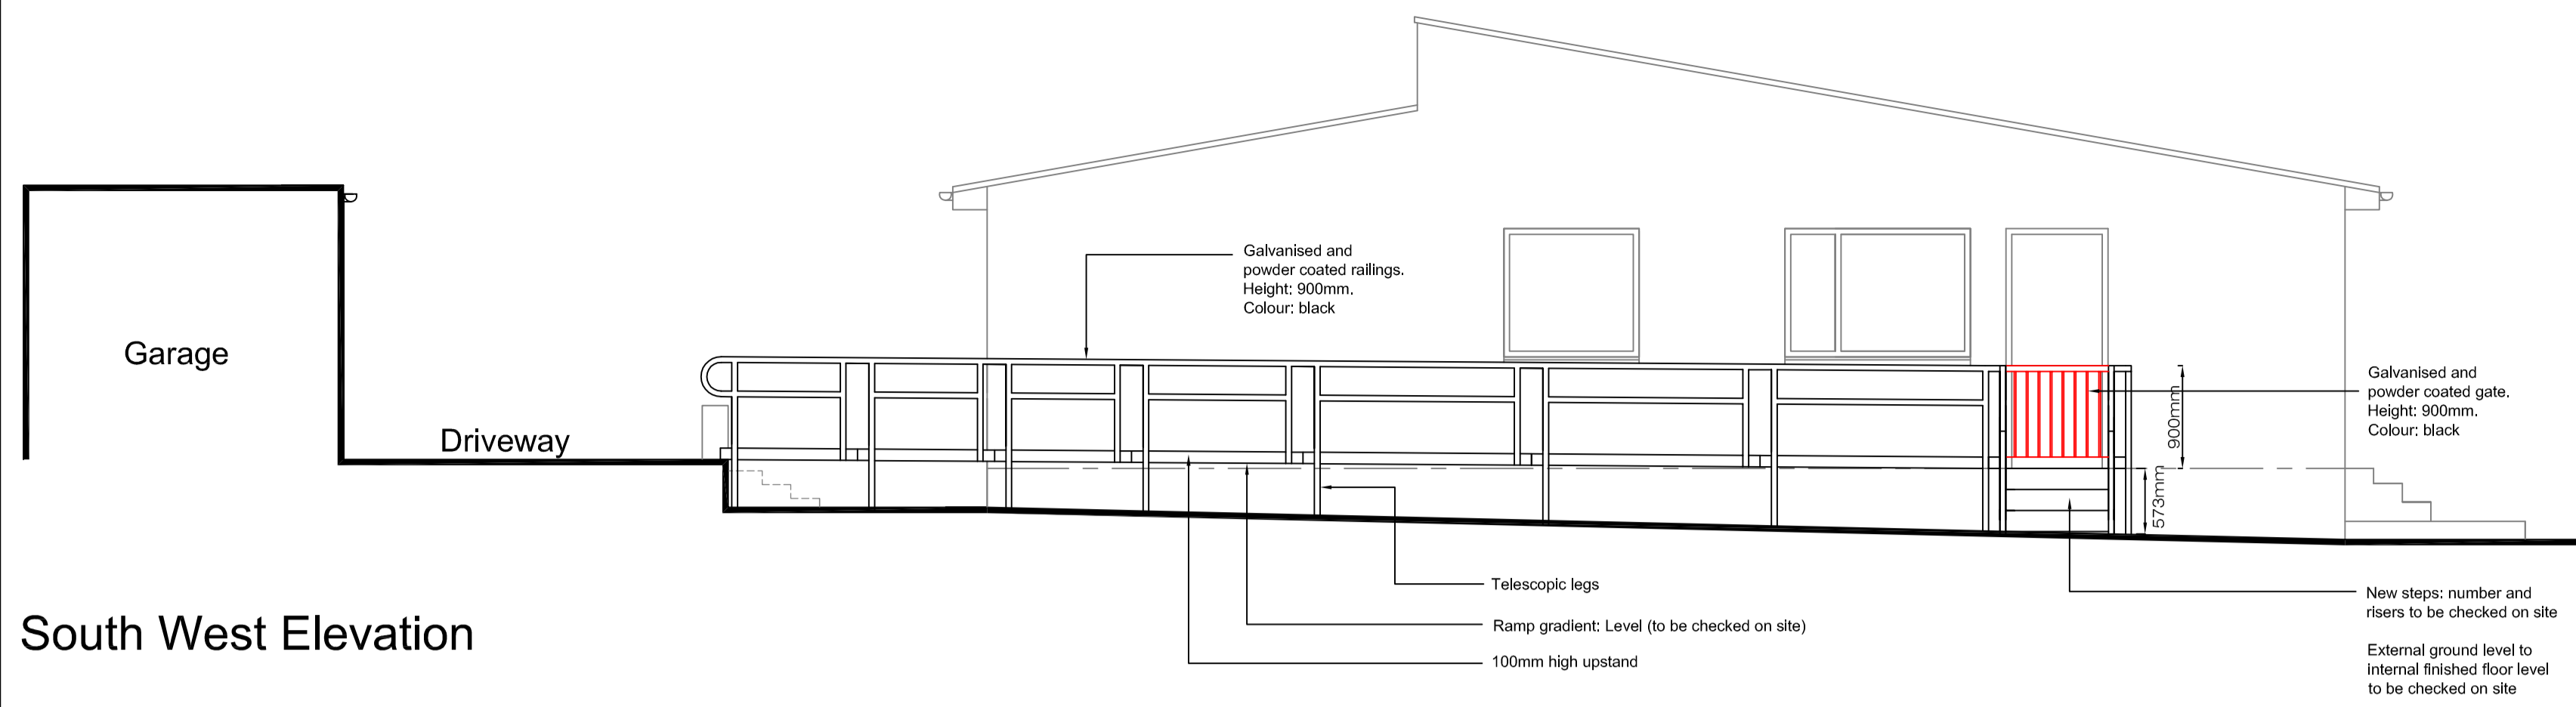 Galvanised and
powder coated railings.
Height: 900mm.
Colour: black
Garage
Driveway
Galvanised and
powder coated gate.
Height: 900mm.
Colour: black
900mm
573mm
Telescopic legs
Ramp gradient: Level (to be checked on site)
100mm high upstand
New steps: number and
risers to be checked on site
External ground level to
internal finished floor level
to be checked on site
South West Elevation